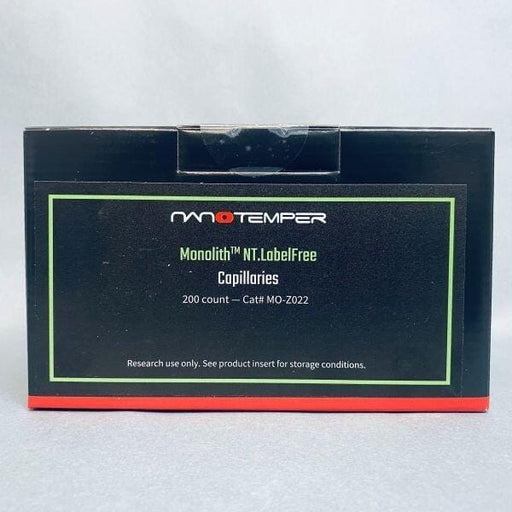 NANOTEMPER
Monolith™ NT.LabelFree
Capillaries
200 count — Cat# MO-Z022
Research use only. See product insert for storage conditions.